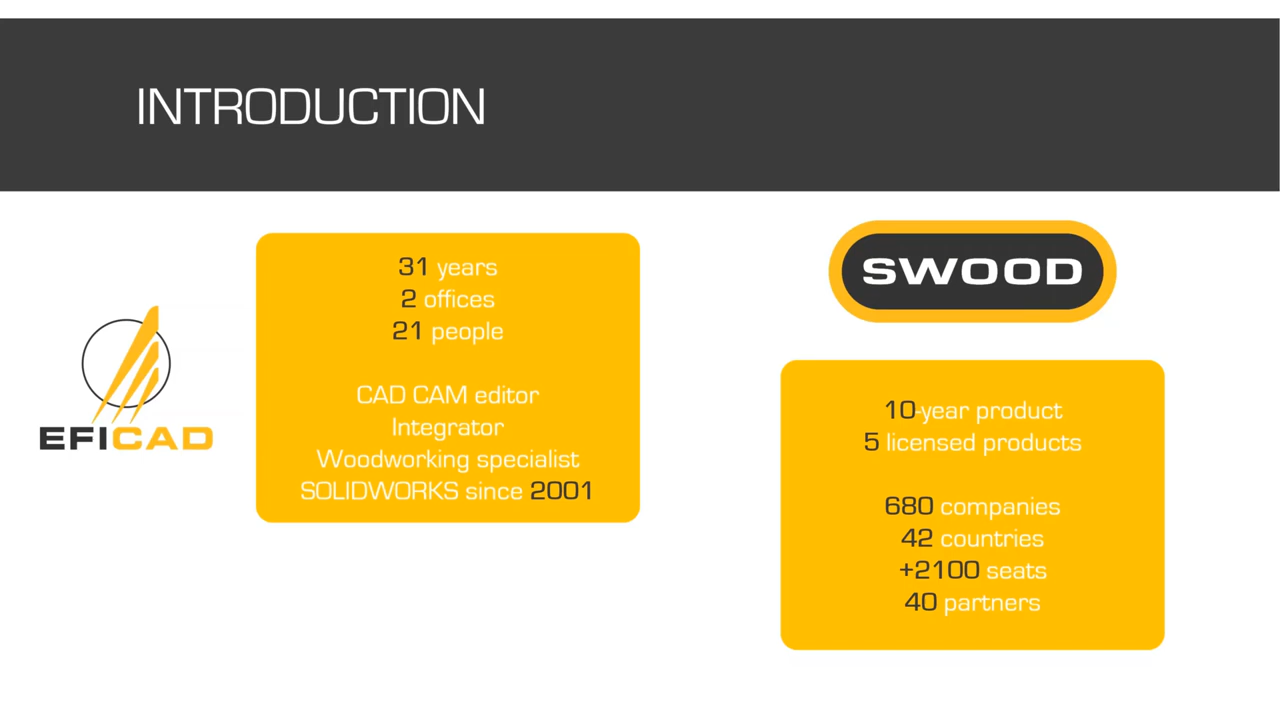 INTRODUCTION
EFICAD
31 years
2 offices
21 people
CAD CAM editor
Integrator
Woodworking specialist
SOLIDWORKS since 2001
SWOOD
10-year product
5 licensed products
680 companies
42 countries
+2100 seats
40 partners